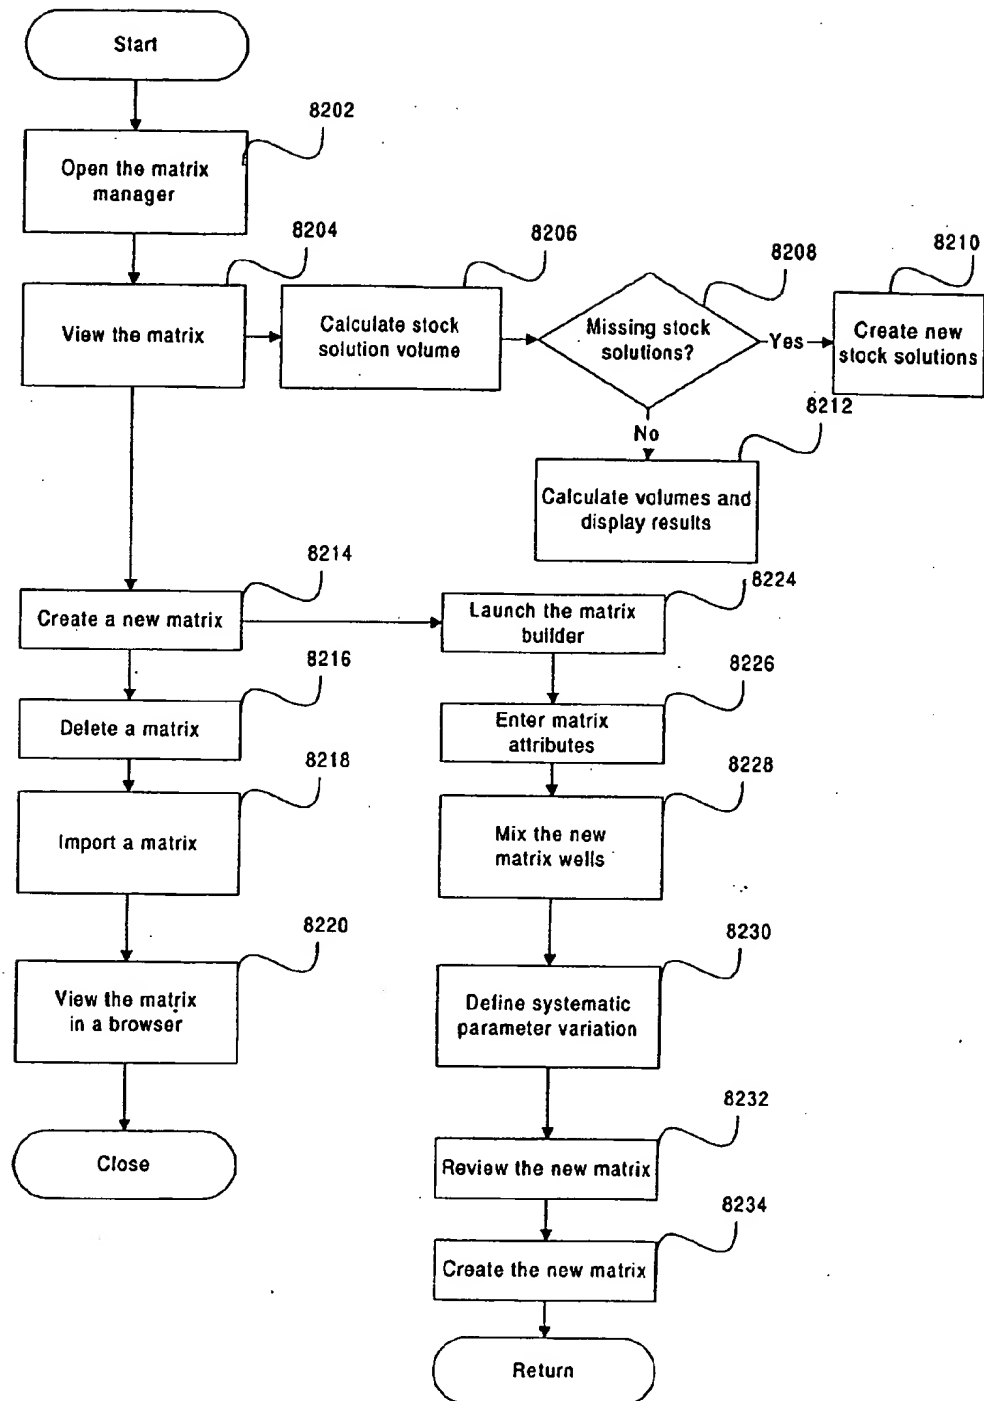 Start
8202
Open the matrix
manager
8204
View the matrix
8206
Calculate stock
solution volume
8208
Missing stock
solutions?
Yes
8210
Create new
stock solutions
No
8212
Calculate volumes and
display results
8214
Create a new matrix
8216
Delete a matrix
8218
Import a matrix
8220
View the matrix
in a browser
Close
8224
Launch the matrix
builder
8226
Enter matrix
attributes
8228
Mix the new
matrix wells
8230
Define systematic
parameter variation
8232
Review the new matrix
8234
Create the new matrix
Return